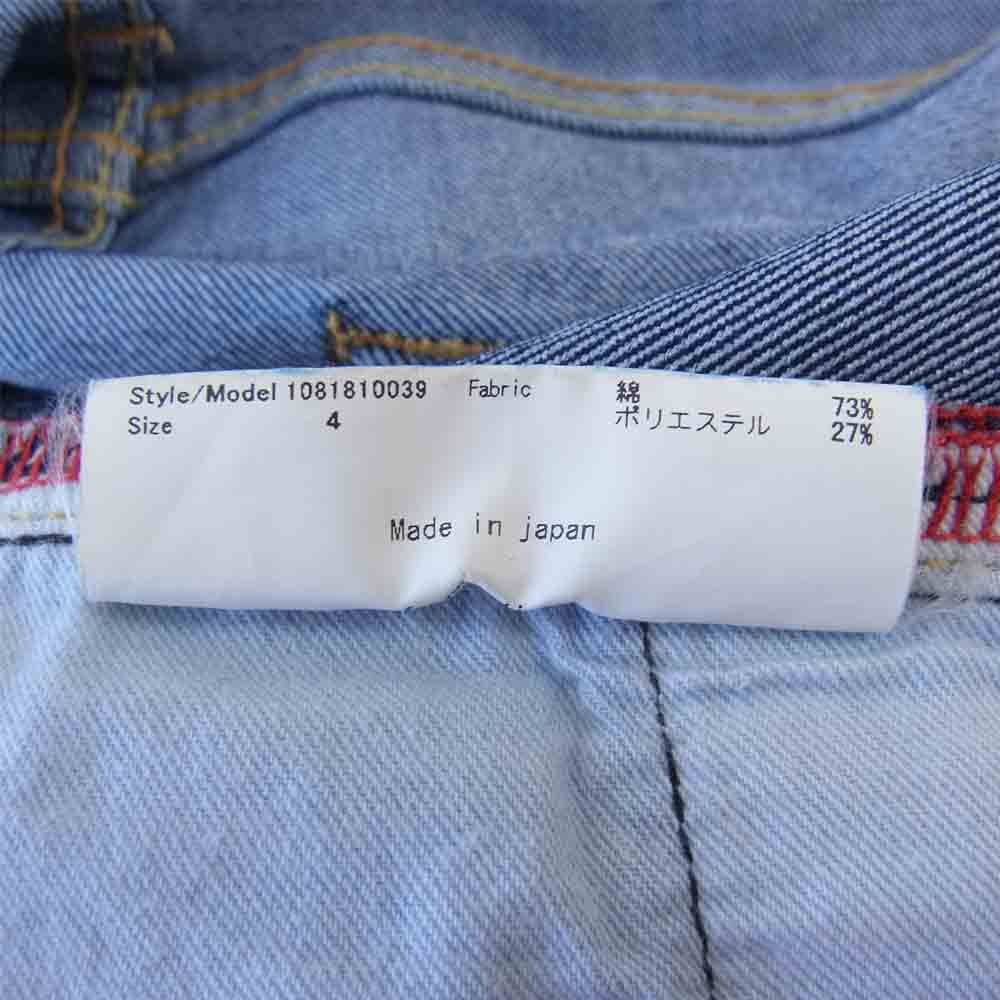 Style/Model 1081810039 Fabric 綿 73%
Size 4 ポリエステル 27%
Made in japan